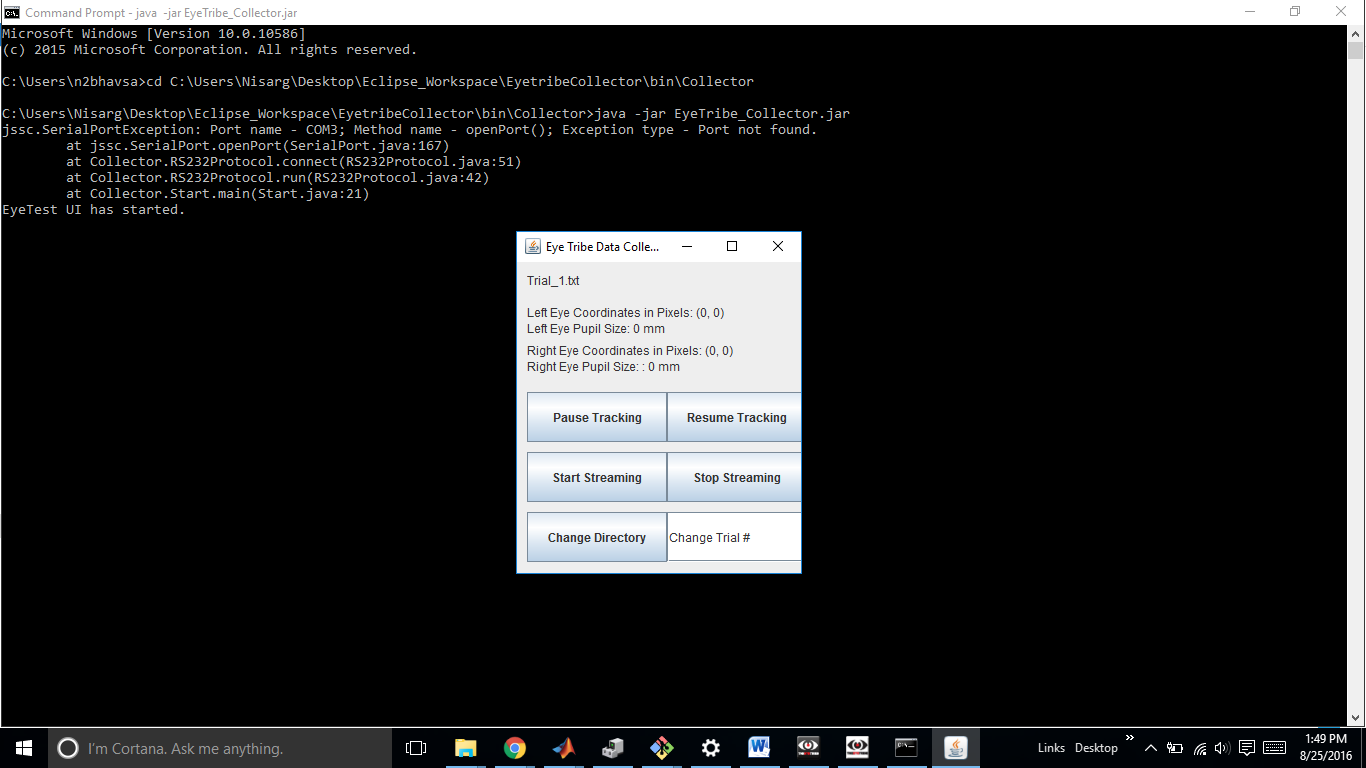 Command Prompt - java  -jar EyeTribe_Collector.jar
Microsoft Windows [Version 10.0.10586]
(c) 2015 Microsoft Corporation. All rights reserved.
C:\Users\n2bhavsa>cd C:\Users\Nisarg\Desktop\Eclipse_Workspace\EyetribeCollector\bin\Collector
C:\Users\Nisarg\Desktop\Eclipse_Workspace\EyetribeCollector\bin\Collector>java -jar EyeTribe_Collector.jar
jssc.SerialPortException: Port name - COM3; Method name - openPort(); Exception type - Port not found.
        at jssc.SerialPort.openPort(SerialPort.java:167)
        at Collector.RS232Protocol.connect(RS232Protocol.java:51)
        at Collector.RS232Protocol.run(RS232Protocol.java:42)
        at Collector.Start.main(Start.java:21)
EyeTest UI has started.
Eye Tribe Data Colle...
Trial_1.txt
Left Eye Coordinates in Pixels: (0, 0)
Left Eye Pupil Size: 0 mm
Right Eye Coordinates in Pixels: (0, 0)
Right Eye Pupil Size: : 0 mm
Pause Tracking Resume Tracking
Start Streaming Stop Streaming
Change Directory Change Trial #
I'm Cortana. Ask me anything. Links Desktop » 1:49 PM
8/25/2016